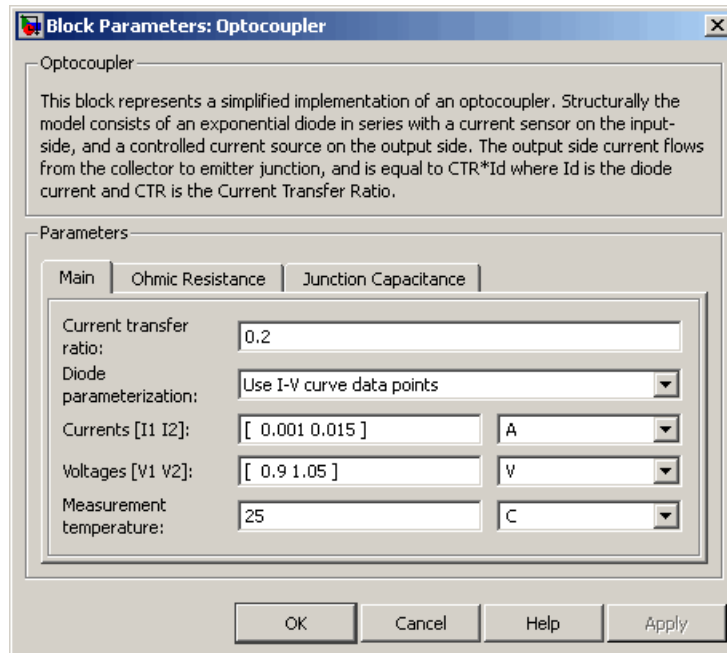 Block Parameters: Optocoupler
Optocoupler
This block represents a simplified implementation of an optocoupler. Structurally the
model consists of an exponential diode in series with a current sensor on the input-
side, and a controlled current source on the output side. The output side current flows
from the collector to emitter junction, and is equal to CTR*Id where Id is the diode
current and CTR is the Current Transfer Ratio.
Parameters
Main Ohmic Resistance Junction Capacitance
Current transfer
ratio:
0.2
Diode
parameterization:
Use I-V curve data points
Currents [I1 I2]: [ 0.001 0.015 ] A
Voltages [V1 V2]: [ 0.9 1.05 ] V
Measurement
temperature:
25 C
OK Cancel Help Apply